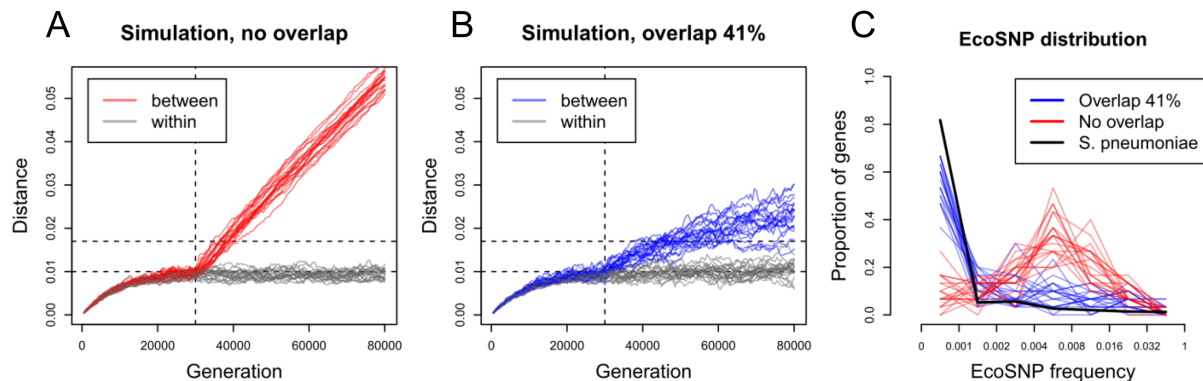 A
Simulation, no overlap
between
within
Distance
0.00
0.01
0.02
0.03
0.04
0.05
0 20000 40000 60000 80000
Generation
B
Simulation, overlap 41%
between
within
Distance
0.00
0.01
0.02
0.03
0.04
0.05
0 20000 40000 60000 80000
Generation
C
EcoSNP distribution
Overlap 41%
No overlap
S. pneumoniae
Proportion of genes
0.0
0.2
0.4
0.6
0.8
1.0
0 0.001 0.002 0.004 0.008 0.016 0.032 1
EcoSNP frequency